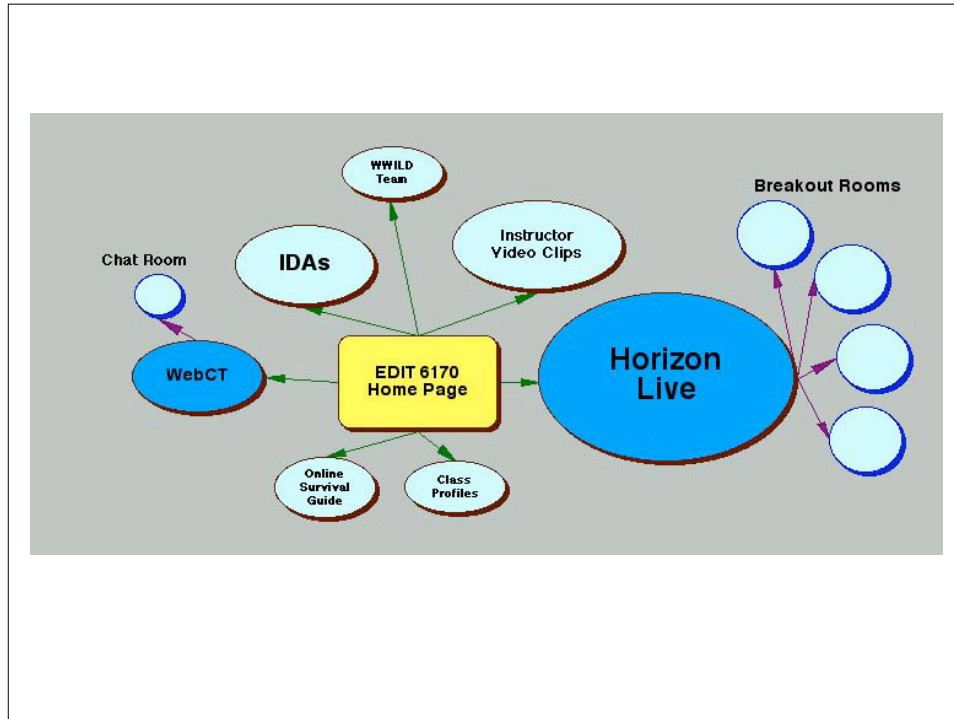 WWILD
Team
Breakout Rooms
Instructor
Video Clips
IDAs
Chat Room
Horizon
Live
WebCT
EDIT 6170
Home Page
Online
Survival
Guide
Class
Profiles